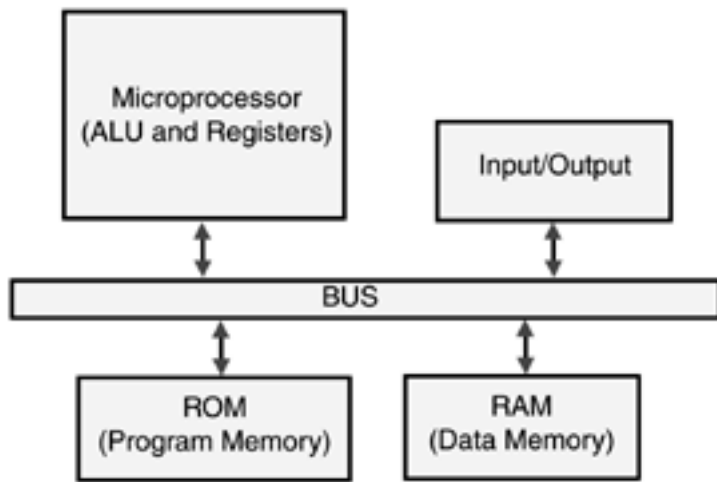 Microprocessor
(ALU and Registers)
Input/Output
BUS
ROM
(Program Memory)
RAM
(Data Memory)